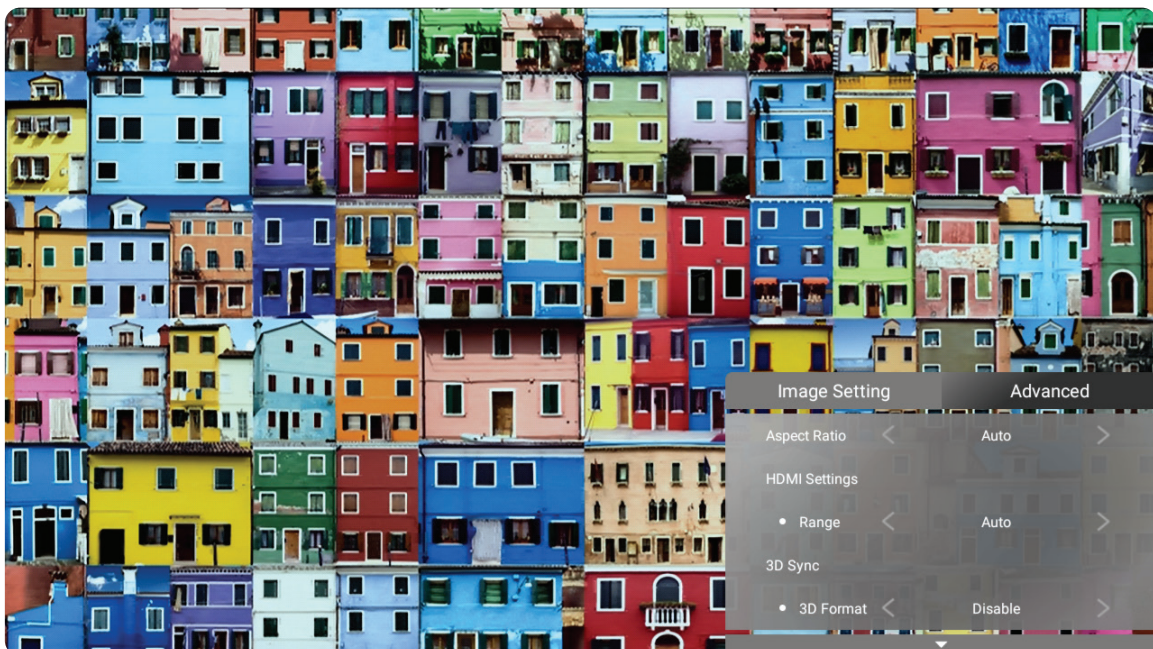 Image Setting Advanced
Aspect Ratio < Auto >
HDMI Settings
• Range < Auto >
3D Sync
• 3D Format < Disable >